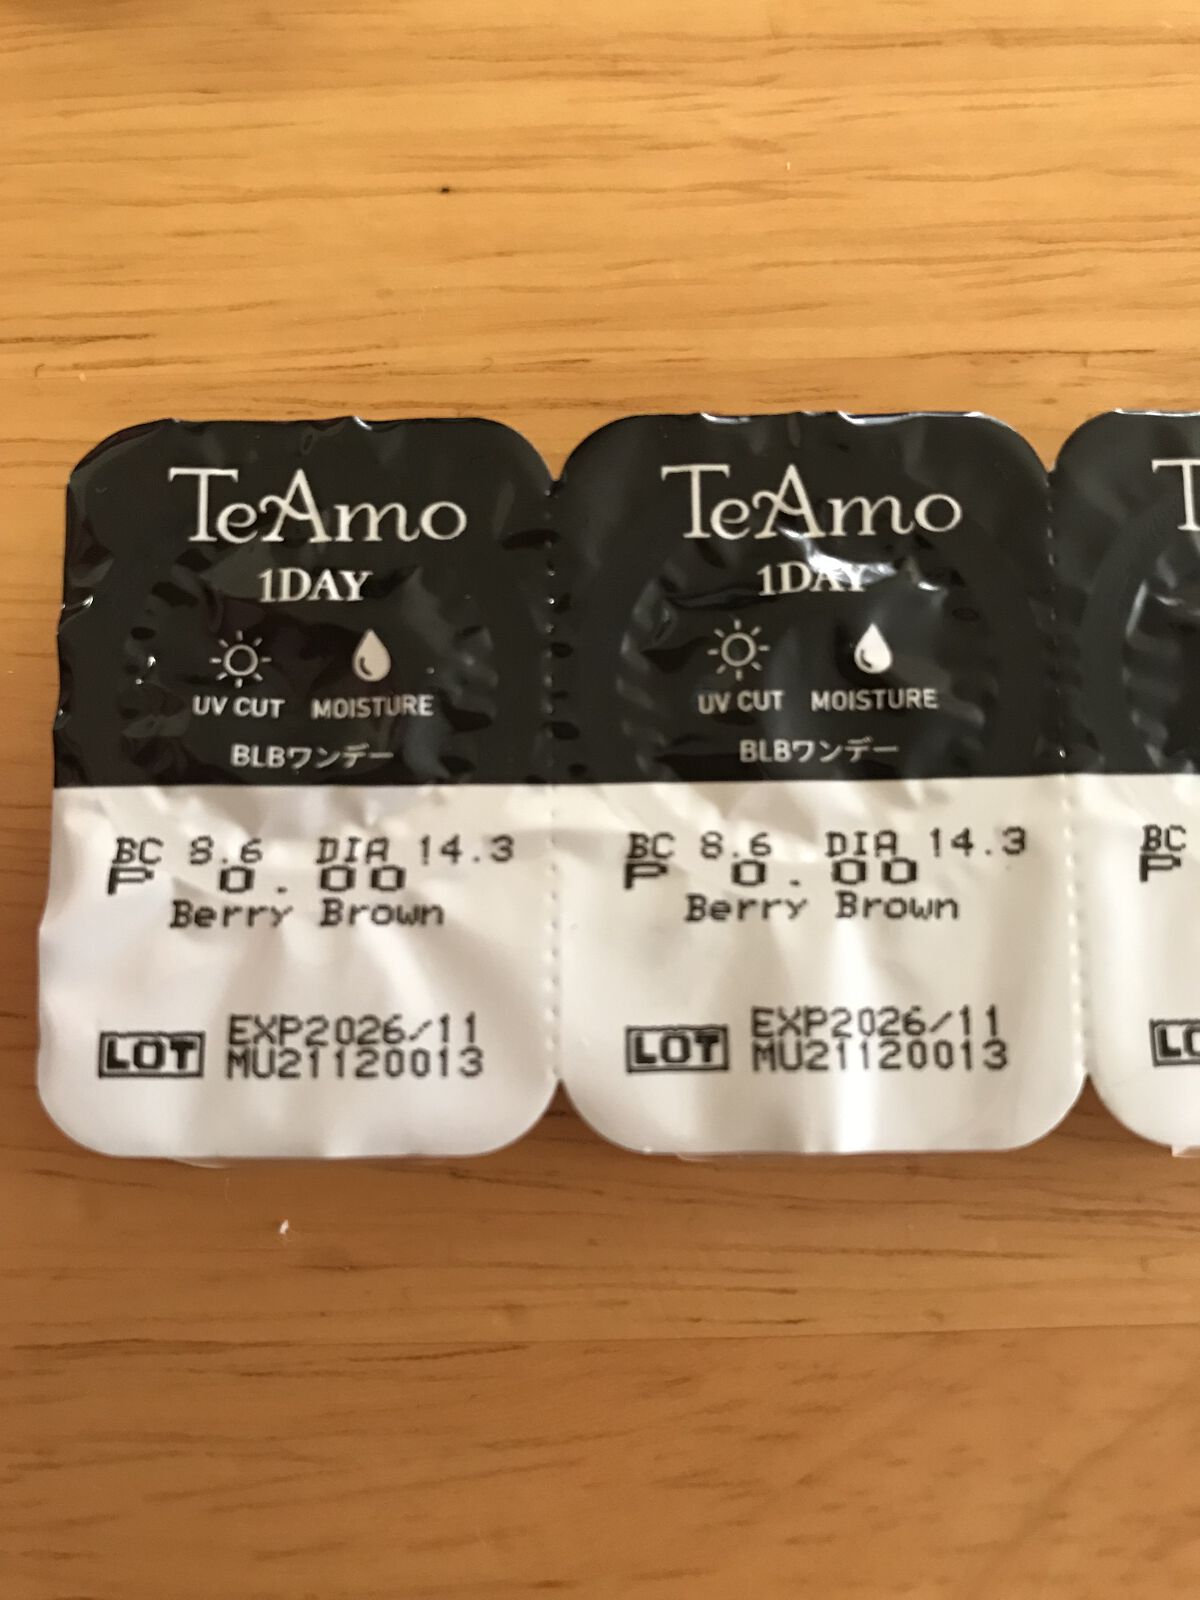 TeAmo
1DAY
UV CUT MOISTURE
BLBワンデー
BC 8.6 DIA 14.3
P 0.00
Berry Brown
LOT EXP2026/11
MU21120013
TeAmo
1DAY
UV CUT MOISTURE
BLBワンデー
BC 8.6 DIA 14.3
P 0.00
Berry Brown
LOT EXP2026/11
MU21120013
T
BC
P